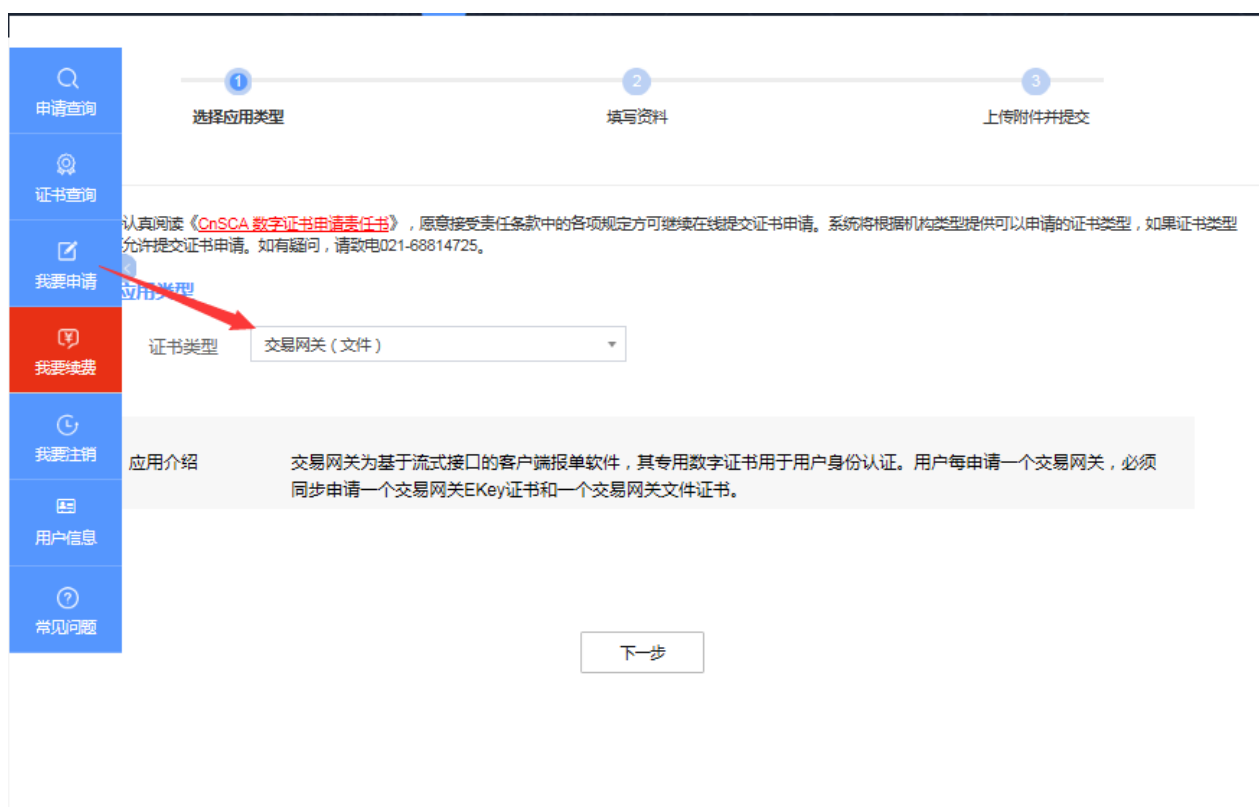 申请查询
证书查询
我要申请
我要续费
我要注销
用户信息
常见问题
1
2
3
选择应用类型
填写资料
上传附件并提交
认真阅读《CnSCA 数字证书申请责任书》，愿意接受责任条款中的各项规定方可继续在线提交证书申请。系统将根据机构类型提供可以申请的证书类型，如果证书类型
允许提交证书申请。如有疑问，请致电021-68814725。
应用类型
证书类型
交易网关（文件）
应用介绍
交易网关为基于流式接口的客户端报单软件，其专用数字证书用于用户身份认证。用户每申请一个交易网关，必须
同步申请一个交易网关EKey证书和一个交易网关文件证书。
下一步